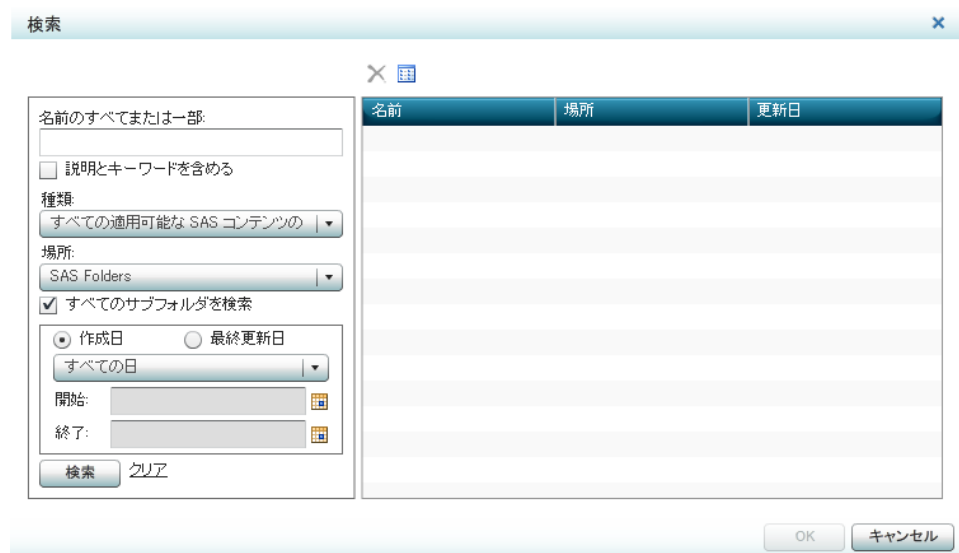 検索
名前のすべてまたは一部:
説明とキーワードを含める
種類:
すべての適用可能な SAS コンテンツの
場所:
SAS Folders
すべてのサブフォルダを検索
作成日 最終更新日
すべての日
開始:
終了:
検索 クリア
名前 場所 更新日
OK キャンセル